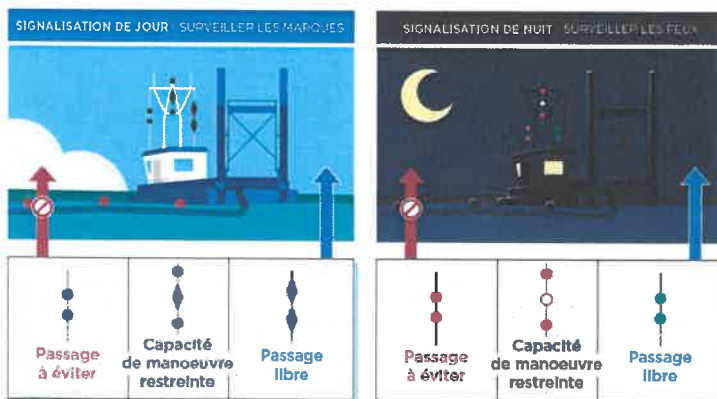 SIGNALISATION DE JOUR - SURVEILLER LES MARQUES
Passage
à éviter
Capacité
de manoeuvre
restreinte
Passage
libre
SIGNALISATION DE NUIT - SURVEILLER LES FEUX
Passage
à éviter
Capacité
de manoeuvre
restreinte
Passage
libre